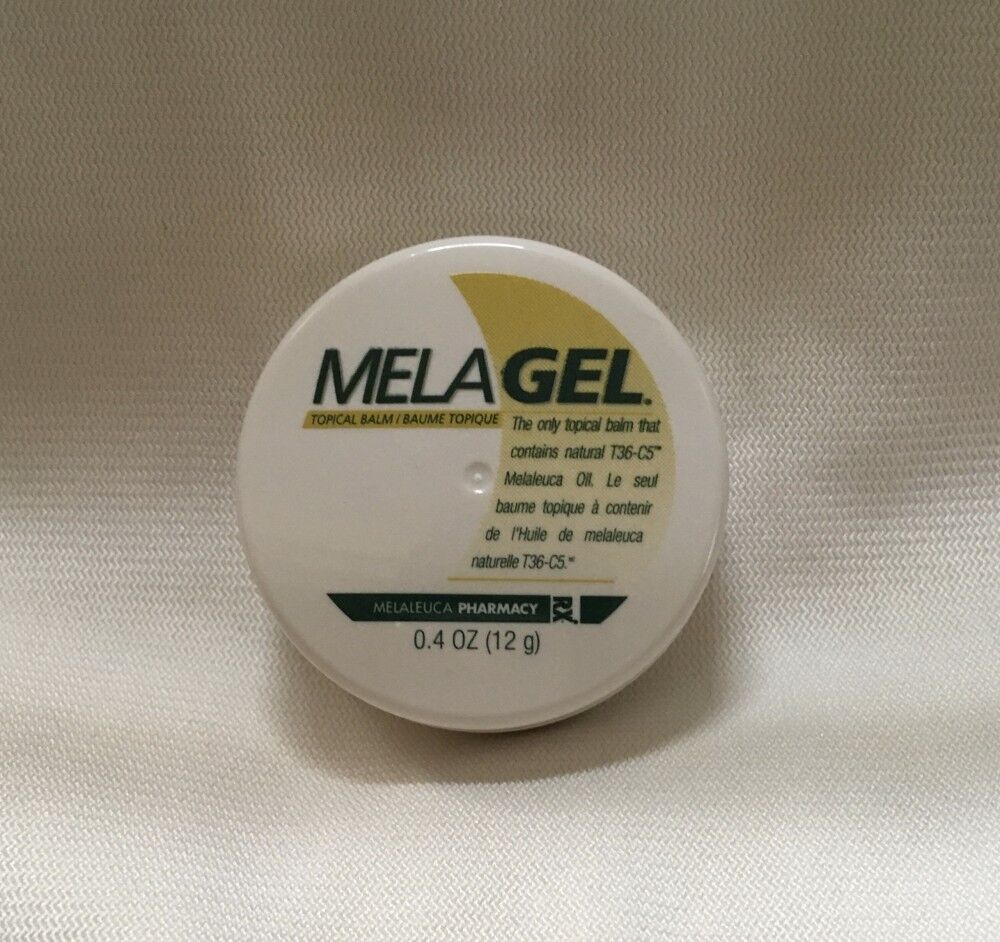 MELAGEL.
TOPICAL BALM / BAUME TOPIQUE
The only topical balm that
contains natural T36-C5™
Melaleuca Oil. Le seul
baume topique à contenir
de l'Huile de melaleuca
naturelle T36-C5.
MELALEUCA PHARMACY RX
0.4 OZ (12 g)